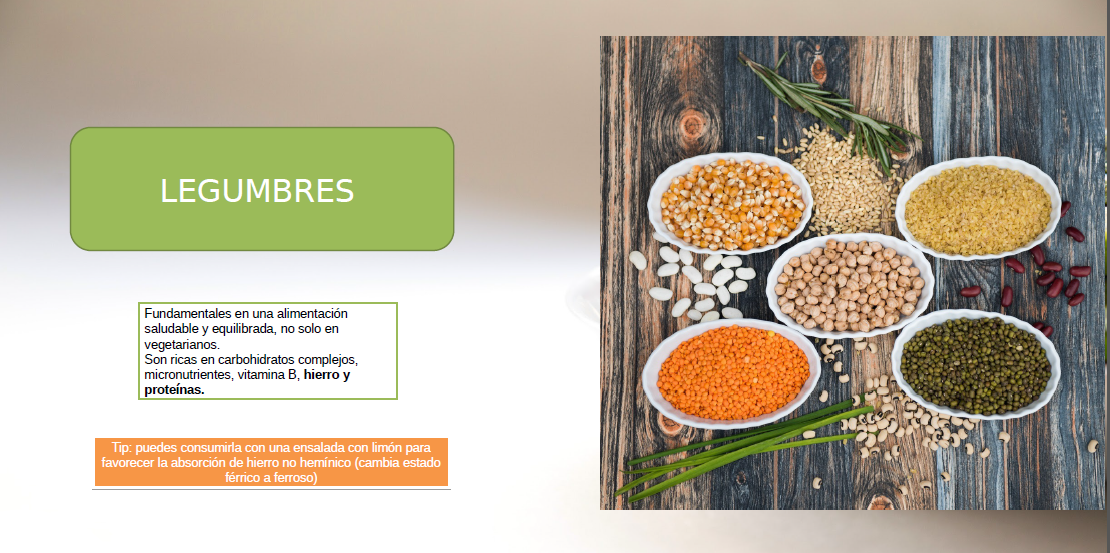 LEGUMBRES
Fundamentales en una alimentación
saludable y equilibrada, no solo en
vegetarianos.
Son ricas en carbohidratos complejos,
micronutrientes, vitamina B, hierro y
proteínas.
Tip: puedes consumirla con una ensalada con limón para
favorecer la absorción de hierro no hemínico (cambia estado
férrico a ferroso)